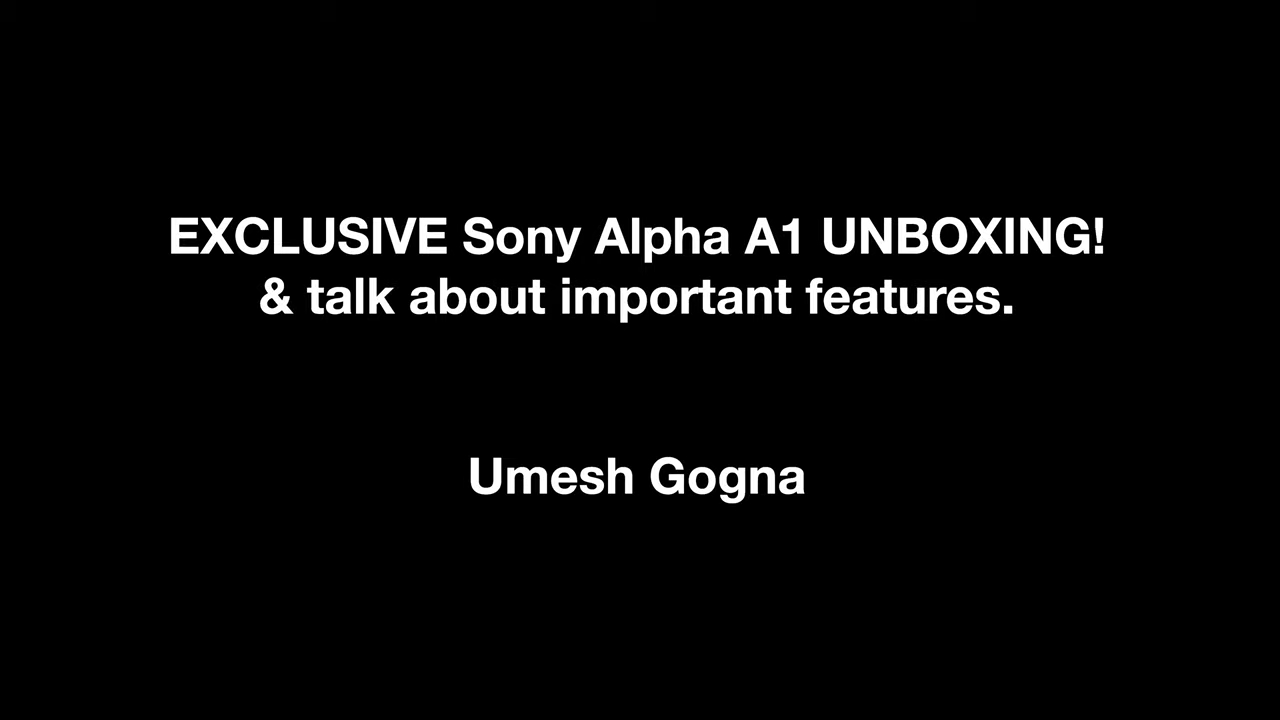 EXCLUSIVE Sony Alpha A1 UNBOXING!
& talk about important features.
Umesh Gogna